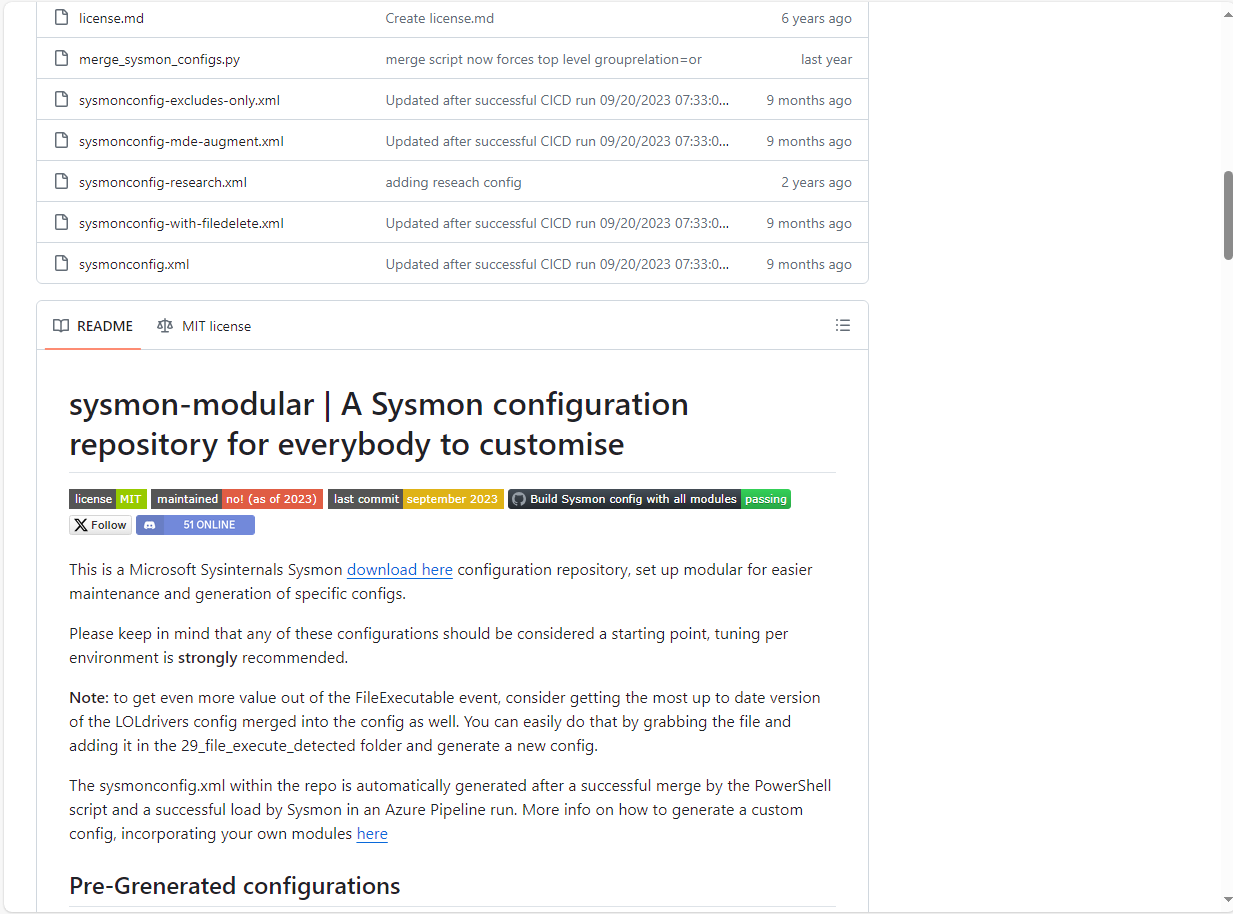 license.md Create license.md 6 years ago
merge_sysmon_configs.py merge script now forces top level grouprelation=or last year
sysmonconfig-excludes-only.xml Updated after successful CICD run 09/20/2023 07:33:0... 9 months ago
sysmonconfig-mde-augment.xml Updated after successful CICD run 09/20/2023 07:33:0... 9 months ago
sysmonconfig-research.xml adding reseach config 2 years ago
sysmonconfig-with-filedelete.xml Updated after successful CICD run 09/20/2023 07:33:0... 9 months ago
sysmonconfig.xml Updated after successful CICD run 09/20/2023 07:33:0... 9 months ago
README MIT license
sysmon-modular | A Sysmon configuration
repository for everybody to customise
license MIT maintained no! (as of 2023) last commit september 2023 Build Sysmon config with all modules passing
X Follow 51 ONLINE
This is a Microsoft Sysinternals Sysmon download here configuration repository, set up modular for easier
maintenance and generation of specific configs.
Please keep in mind that any of these configurations should be considered a starting point, tuning per
environment is strongly recommended.
Note: to get even more value out of the FileExecutable event, consider getting the most up to date version
of the LOLdrivers config merged into the config as well. You can easily do that by grabbing the file and
adding it in the 29_file_execute_detected folder and generate a new config.
The sysmonconfig.xml within the repo is automatically generated after a successful merge by the PowerShell
script and a successful load by Sysmon in an Azure Pipeline run. More info on how to generate a custom
config, incorporating your own modules here
Pre-Grenerated configurations